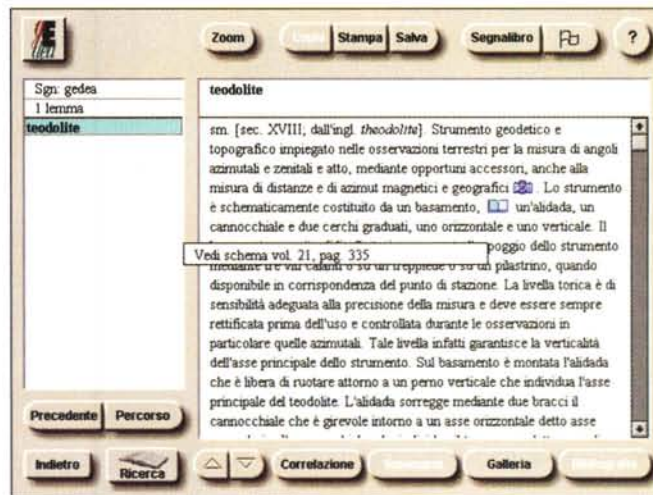 Zoom
Stampa
Salva
Segnalibro
?
Sgn: gedea
1 lemma
teodolite
teodolite
sm. [sec. XVIII; dall'ingl. theodolite]. Strumento geodetico e
topografico impiegato nelle osservazioni terrestri per la misura di angoli
azimutali e zenitali e atto, mediante opportuni accessori, anche alla
misura di distanze e di azimut magnetici e geografici . Lo strumento
è schematicamente costituito da un basamento, un'alidada, un
cannocchiale e due cerchi graduati, uno orizzontale e uno verticale. Il
poggio dello strumento
Vedi schema vol. 21, pag. 335
mediante tre viti calanti o su un treppiede o su un pilastrino, quando
disponibile in corrispondenza del punto di stazione. La livella torica è di
sensibilità adeguata alla precisione della misura e deve essere sempre
rettificata prima dell'uso e controllata durante le osservazioni in
particolare quelle azimutali. Tale livella infatti garantisce la verticalità
dell'asse principale dello strumento. Sul basamento è montata l'alidada
che è libera di ruotare attorno a un perno verticale che individua l'asse
principale del teodolite. L'alidada sorregge mediante due bracci il
cannocchiale che è girevole intorno a un asse orizzontale detto asse
Precedente
Percorso
Indietro
Ricerca
Correlazione
Galleria